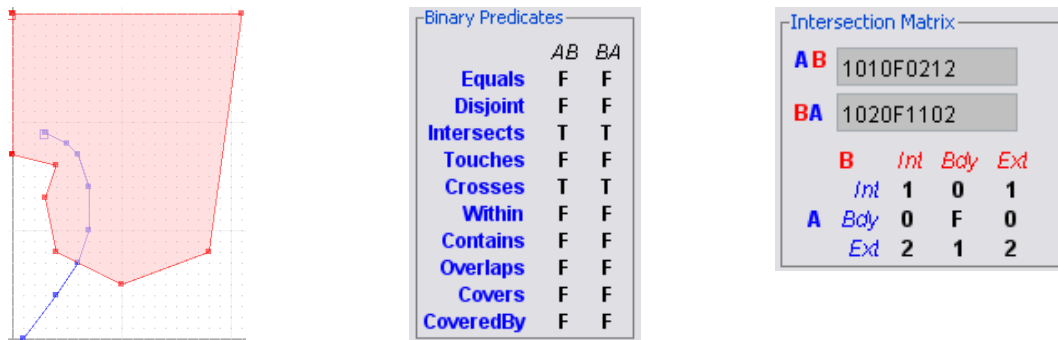 Binary Predicates
AB BA
Equals F F
Disjoint F F
Intersects T T
Touches F F
Crosses T T
Within F F
Contains F F
Overlaps F F
Covers F F
CoveredBy F F
Intersection Matrix
AB 1010F0212
BA 1020F1102
B Int Bdy Ext
Int 1 0 1
A Bdy 0 F 0
Ext 2 1 2